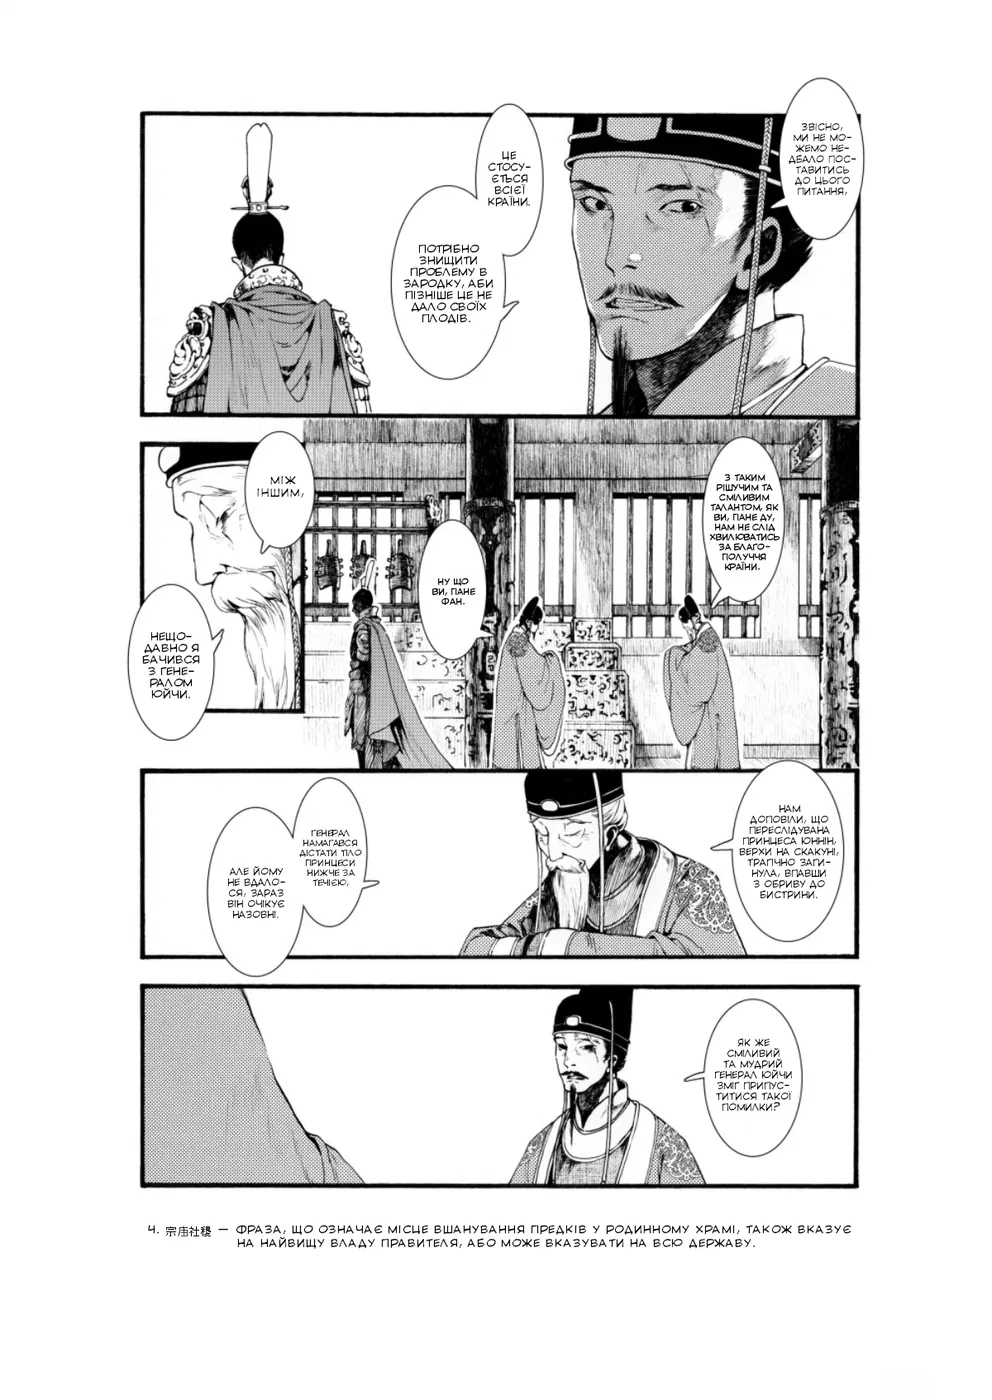 ЗВІСНО,
МИ НЕ МО-
ЖЕМО НЕ-
ДБАЛО ПОС-
ТАВИТИСЬ
ДО ЦЬОГО
ПИТАННЯ,
ЦЕ
СТОСУ-
ЄТЬСЯ
ВСІЄЇ
КРАЇНИ.
ПОТРІБНО
ЗНИЩИТИ
ПРОБЛЕМУ В
ЗАРОДКУ, АБИ
ПІЗНІШЕ ЦЕ НЕ
ДАЛО СВОЇХ
ПЛОДІВ.
З ТАКИМ
РІШУЧИМ ТА
СМІЛИВИМ
ТАЛАНТОМ, ЯК
ВИ, ПАНЕ ДУ,
НАМ НЕ СЛІД
ХВИЛЮВАТИСЬ
ЗА БЛАГО-
ПОЛУЧЧЯ
КРАЇНИ.
НУ ЩО
ВИ, ПАНЕ
ФАН.
МІЖ
ІНШИМ,
НЕЩО-
ДАВНО Я
БАЧИВСЯ
З ҐЕНЕ-
РАЛОМ
ЮЙЧИ.
НАМ
ДОПОВІЛИ, ЩО
ПЕРЕСЛІДУВАНА
ПРИНЦЕСА ЮННІН,
ВЕРХИ НА СКАКУНІ,
ТРАГІЧНО ЗАГИ-
НУЛА, ВПАВШИ
З ОБРИВУ ДО
БИСТРИНИ.
ҐЕНЕРАЛ
НАМАГАВСЯ
ДІСТАТИ ТІЛО
ПРИНЦЕСИ
НИЖЧЕ ЗА
ТЕЧІЄЮ,
АЛЕ ЙОМУ
НЕ ВДАЛО-
СЯ, ЗАРАЗ
ВІН ОЧІКУЄ
НАЗОВНІ.
ЯК ЖЕ
СМІЛИВИЙ
ТА МУДРИЙ
ҐЕНЕРАЛ ЮЙЧИ
ЗМІГ ПРИПУС-
ТИТИСЯ ТАКОЇ
ПОМИЛКИ?
4. 宗庙社稷 — ФРАЗА, ЩО ОЗНАЧАЄ МІСЦЕ ВШАНУВАННЯ ПРЕДКІВ У РОДИННОМУ ХРАМІ, ТАКОЖ ВКАЗУЄ
НА НАЙВИЩУ ВЛАДУ ПРАВИТЕЛЯ, АБО МОЖЕ ВКАЗУВАТИ НА ВСЮ ДЕРЖАВУ.